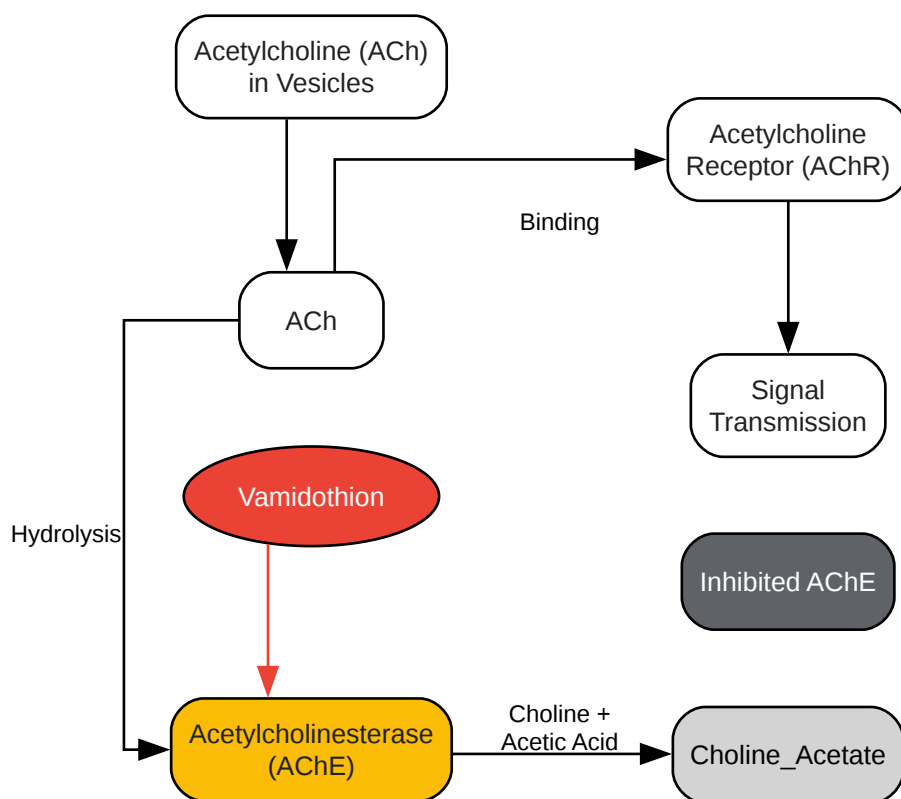 Acetylcholine (ACh)
in Vesicles
Acetylcholine
Receptor (AChR)
Binding
ACh
Signal
Transmission
Vamidothion
Hydrolysis
Inhibited AChE
Acetylcholinesterase
(AChE)
Choline +
Acetic Acid
Choline_Acetate